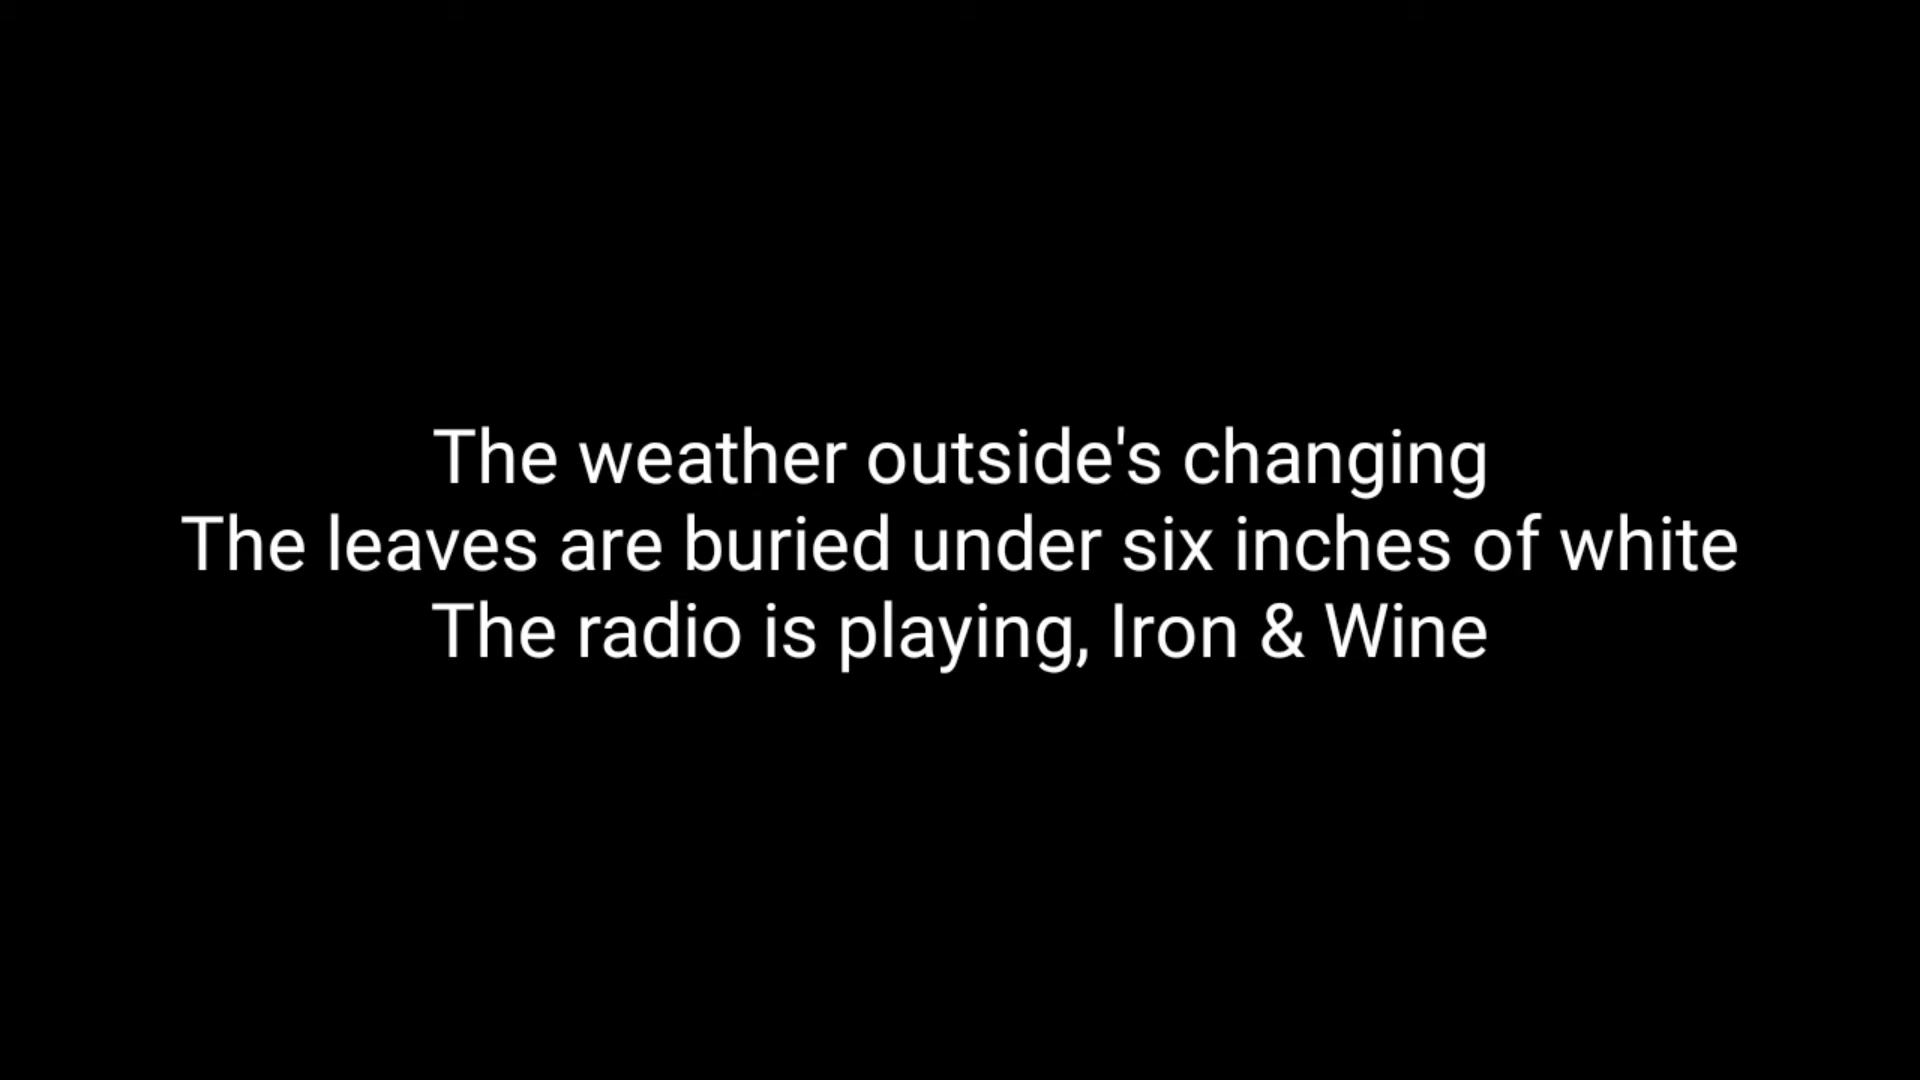 The weather outside's changing
The leaves are buried under six inches of white
The radio is playing, Iron & Wine